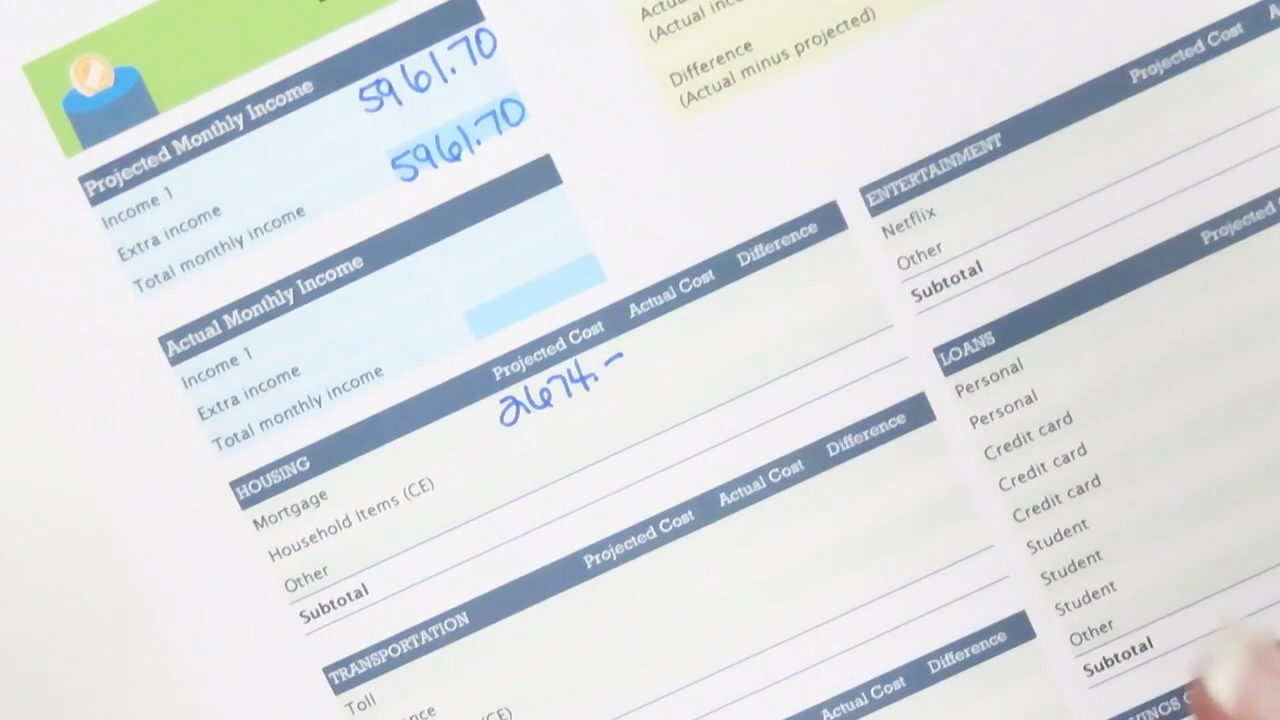 Projected Monthly Income
Income 1 5961.70
Extra income
Total monthly income 5961.70
Actual Monthly Income
Income 1
Extra income
Total monthly income
(Actual
Difference
(Actual minus projected)
HOUSING Projected Cost Actual Cost Difference
Mortgage 2674.-
Household Items (CE)
Other
Subtotal
TRANSPORTATION Projected Cost Actual Cost Difference
Toll
(CE)
Actual Cost Difference
ENTERTAINMENT Projected Cost
Netflix
Other
Subtotal
LOANS Projected
Personal
Personal
Credit card
Credit card
Credit card
Student
Student
Student
Other
Subtotal